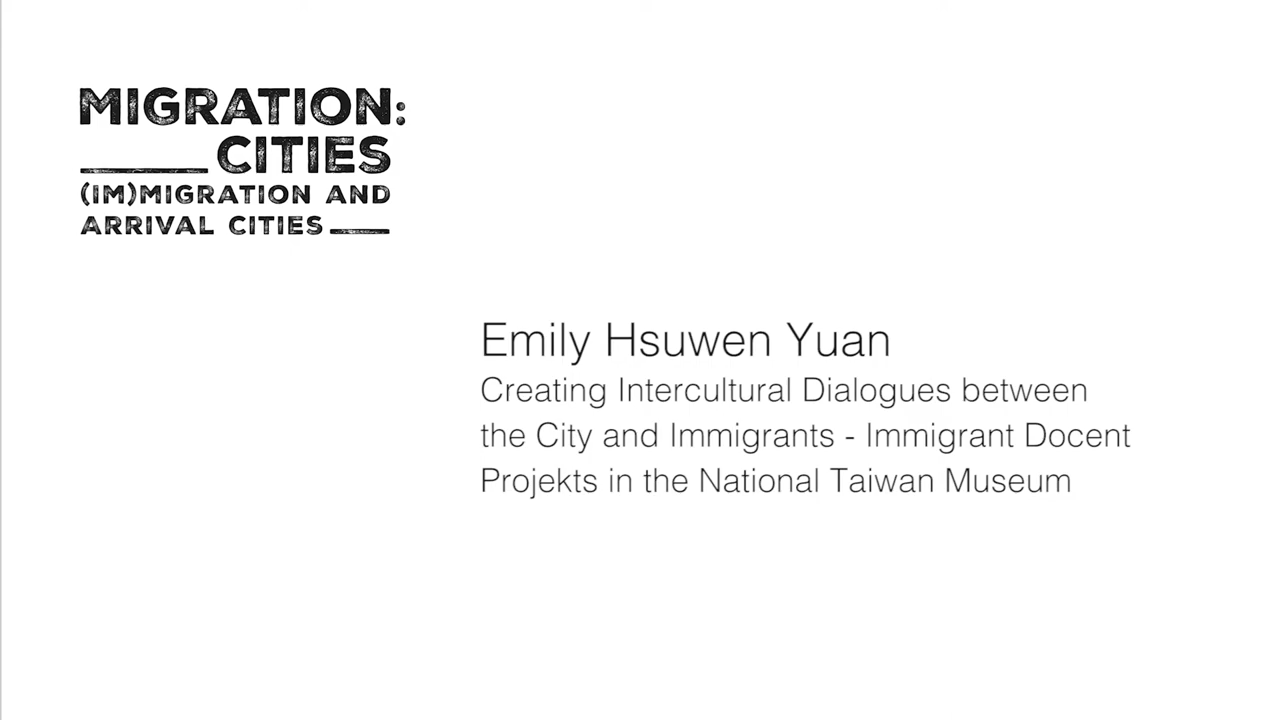 MIGRATION:
CITIES
(IM)MIGRATION AND
ARRIVAL CITIES
Emily Hsuwen Yuan
Creating Intercultural Dialogues between
the City and Immigrants - Immigrant Docent
Projekts in the National Taiwan Museum